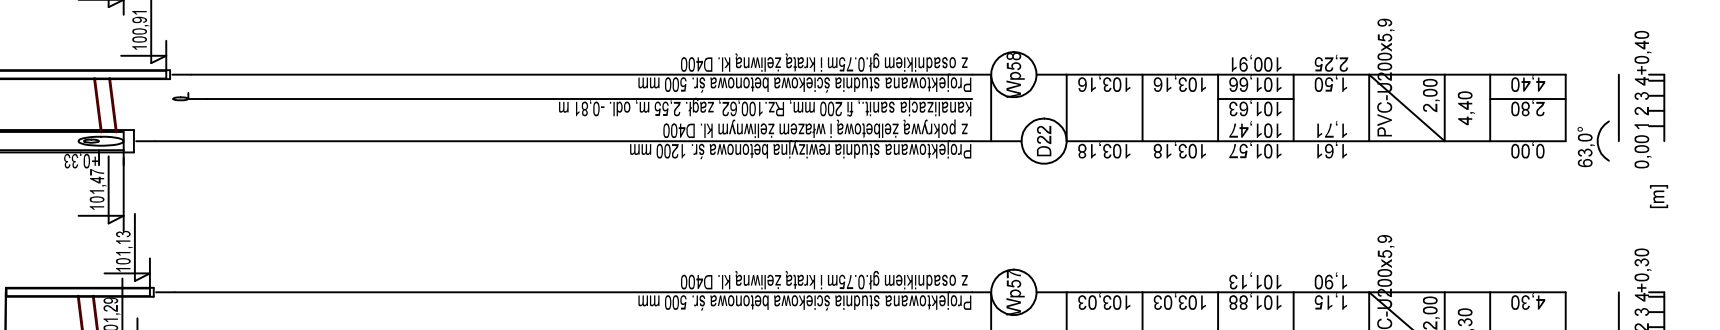 100,91
z osadnikiem gł.0.75m i kratą żeliwną kl. D400
Projektowana studnia ściekowa betonowa śr. 500 mm
Wp58
103,16
103,16
100,91
101,66
2,25
1,50
PVC-U200x5,9
2,00
4,40
4,40
kanalizacja sanit., fi 200 mm, Rz.100,62, zagł. 2,55 m, odl. -0,81 m
101,63
2,80
z pokrywą żelbetową i włazem żeliwnym kl. D400
Projektowana studnia rewizyjna betonowa śr. 1200 mm
D22
103,18
103,18
101,47
101,57
1,71
1,61
0,00
63,0°
0,00 1 2 3 4+0,40
[m]
+0,33
101,47
101,13
z osadnikiem gł.0.75m i kratą żeliwną kl. D400
Projektowana studnia ściekowa betonowa śr. 500 mm
Wp57
103,03
103,03
101,13
101,88
1,90
1,15
C-U200x5,9
2,00
,30
4,30
2 3 4+0,30
01,29